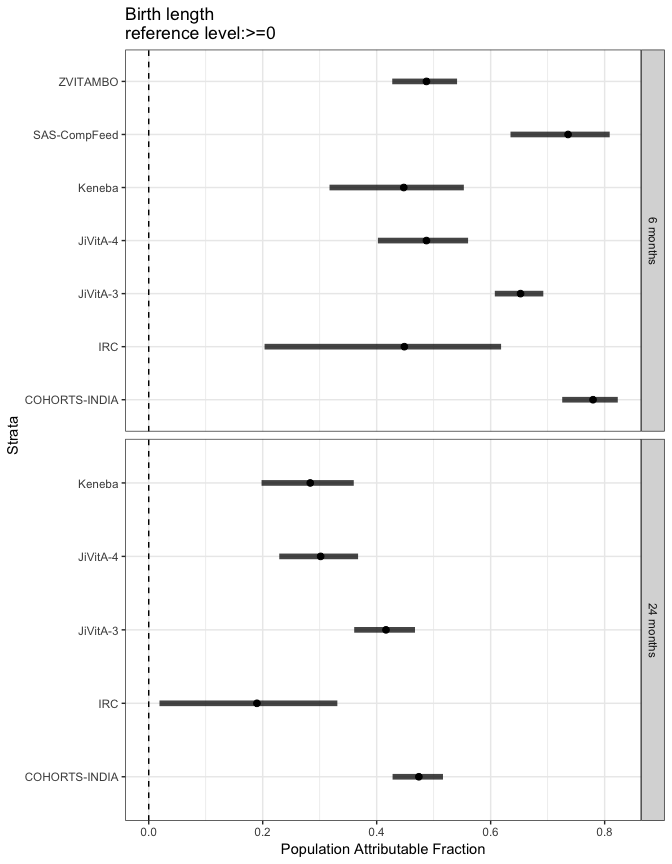 Birth length
reference level:>=0
ZVITAMBO
SAS-CompFeed
Keneba
JiVitA-4
JiVitA-3
IRC
COHORTS-INDIA
6 months
Strata
Keneba
JiVitA-4
JiVitA-3
IRC
COHORTS-INDIA
24 months
0.0 0.2 0.4 0.6 0.8
Population Attributable Fraction